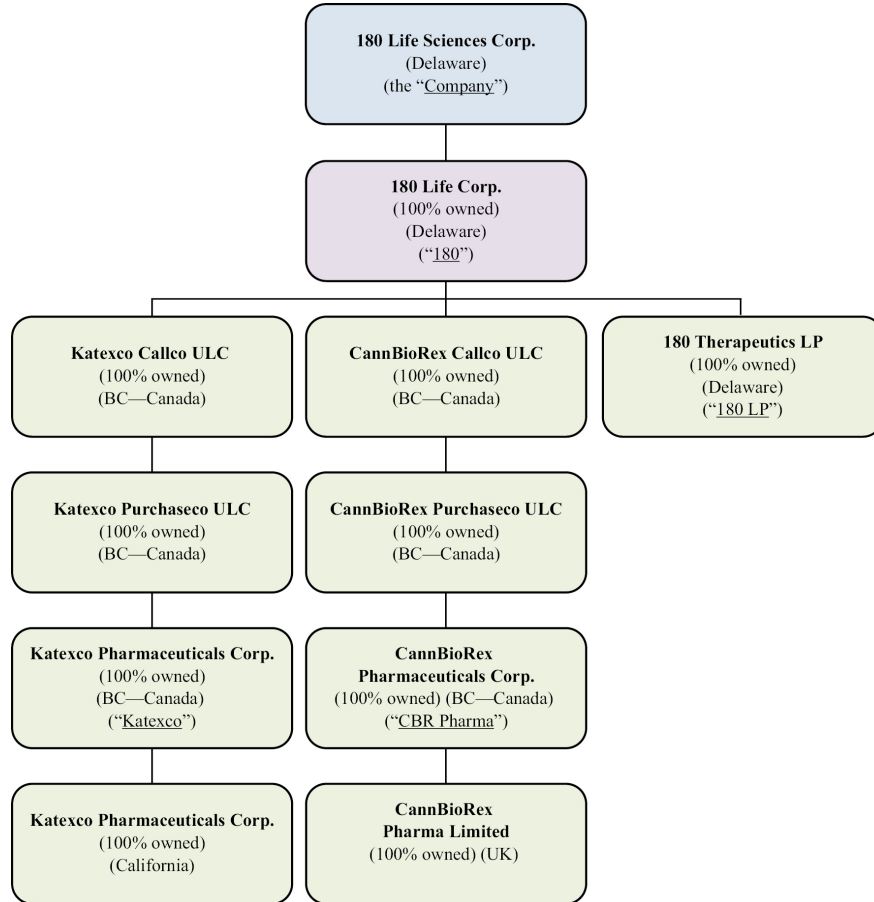 180 Life Sciences Corp.
(Delaware)
(the “Company”)
180 Life Corp.
(100% owned)
(Delaware)
(“180”)
Katexco Callco ULC
(100% owned)
(BC—Canada)
CannBioRex Callco ULC
(100% owned)
(BC—Canada)
180 Therapeutics LP
(100% owned)
(Delaware)
(“180 LP”)
Katexco Purchaseco ULC
(100% owned)
(BC—Canada)
CannBioRex Purchaseco ULC
(100% owned)
(BC—Canada)
Katexco Pharmaceuticals Corp.
(100% owned)
(BC—Canada)
(“Katexco”)
CannBioRex
Pharmaceuticals Corp.
(100% owned) (BC—Canada)
(“CBR Pharma”)
Katexco Pharmaceuticals Corp.
(100% owned)
(California)
CannBioRex
Pharma Limited
(100% owned) (UK)